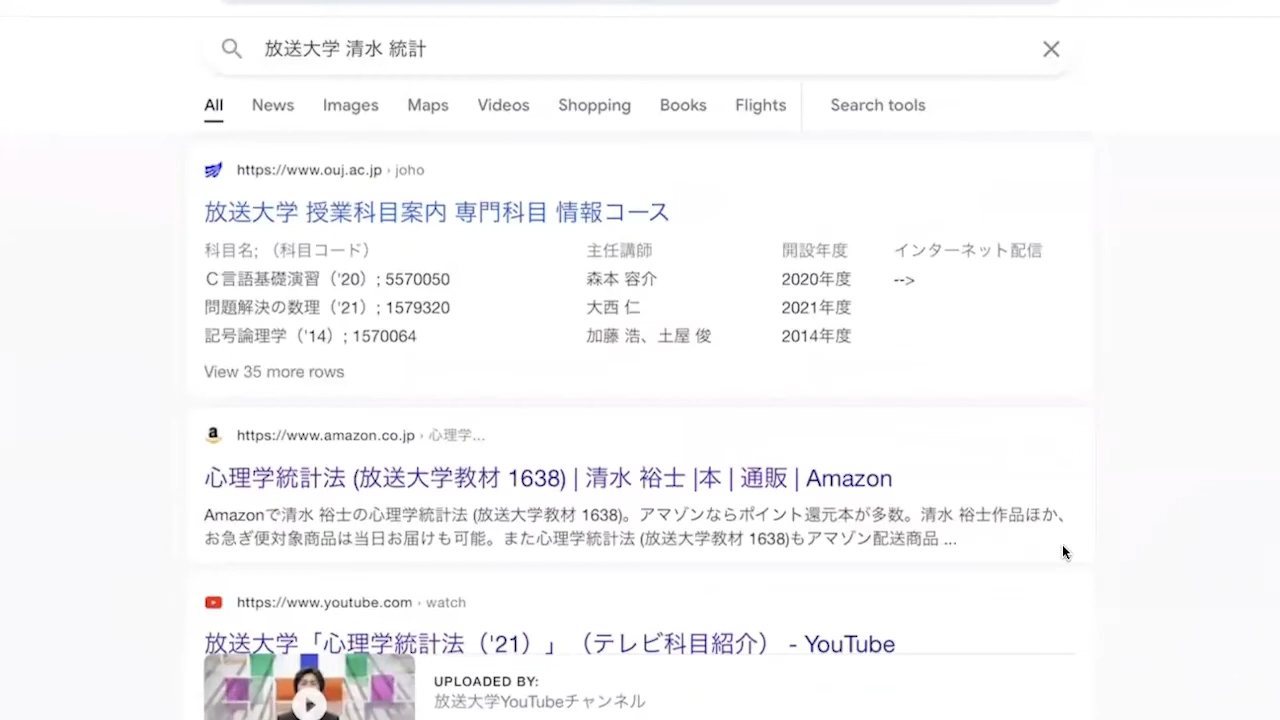 放送大学 清水 統計
All News Images Maps Videos Shopping Books Flights Search tools
https://www.ouj.ac.jp › joho
放送大学 授業科目案内 専門科目 情報コース
科目名; （科目コード） 主任講師 開設年度 インターネット配信
Ｃ言語基礎演習（'20）; 5570050 森本 容介 2020年度 -->
問題解決の数理（'21）; 1579320 大西 仁 2021年度
記号論理学（'14）; 1570064 加藤 浩、土屋 俊 2014年度
View 35 more rows
https://www.amazon.co.jp › 心理学...
心理学統計法 (放送大学教材 1638) | 清水 裕士 |本 | 通販 | Amazon
Amazonで清水 裕士の心理学統計法 (放送大学教材 1638)。アマゾンならポイント還元本が多数。清水 裕士作品ほか、
お急ぎ便対象商品は当日お届けも可能。また心理学統計法 (放送大学教材 1638)もアマゾン配送商品 ...
https://www.youtube.com › watch
放送大学「心理学統計法（'21）」（テレビ科目紹介） - YouTube
UPLOADED BY:
放送大学YouTubeチャンネル